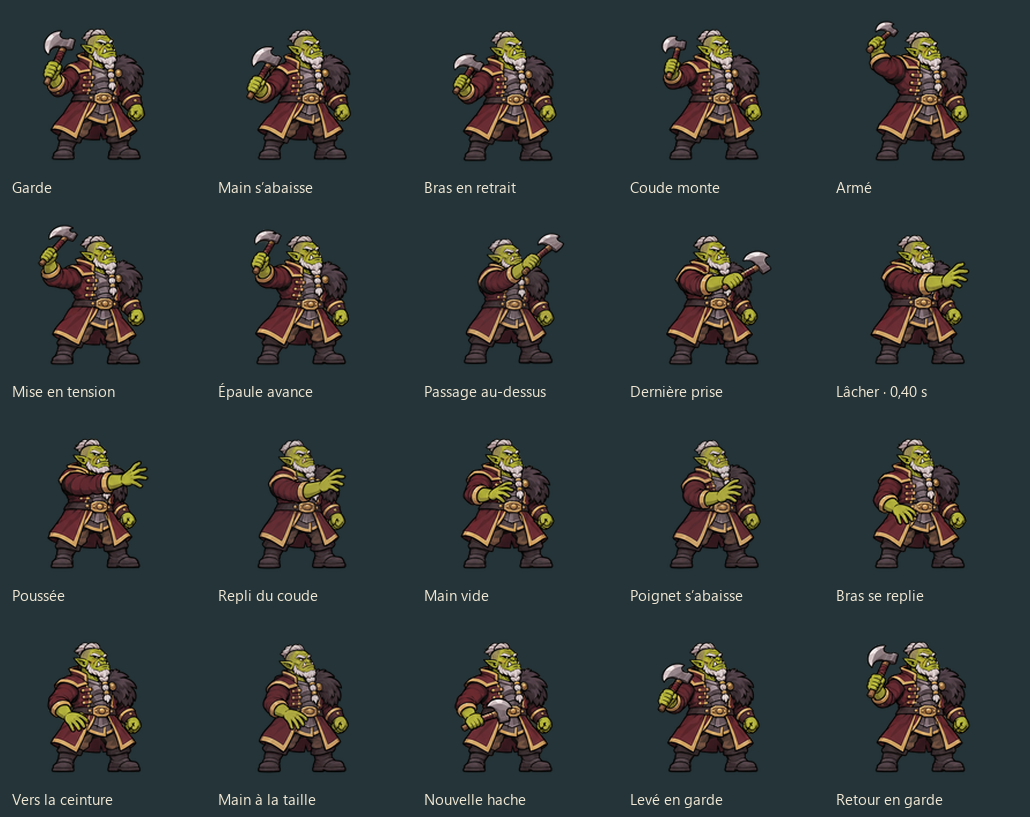 Garde
Main s’abaisse
Bras en retrait
Coude monte
Armé
Mise en tension
Épaule avance
Passage au-dessus
Dernière prise
Lâcher · 0,40 s
Poussée
Repli du coude
Main vide
Poignet s’abaisse
Bras se replie
Vers la ceinture
Main à la taille
Nouvelle hache
Levé en garde
Retour en garde